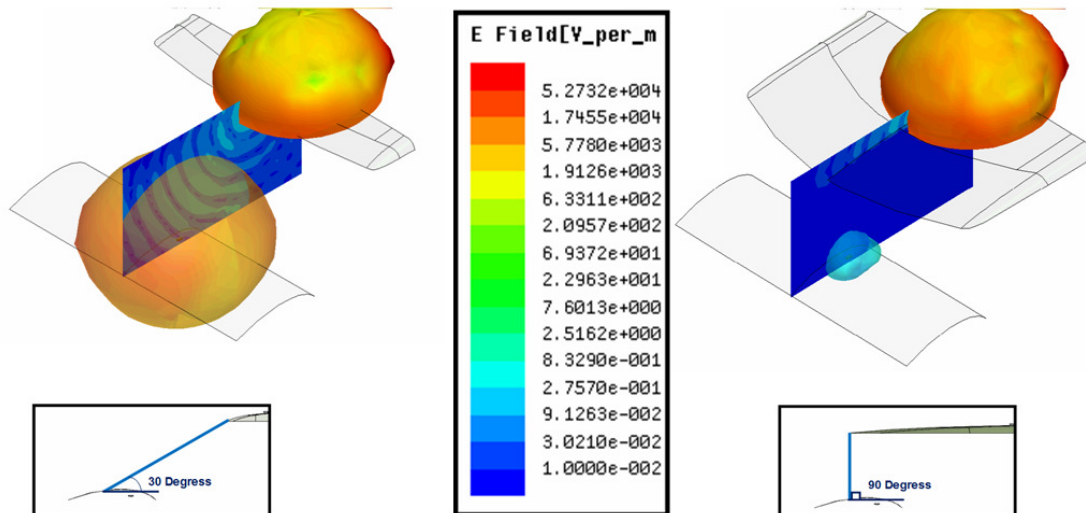 E Field[V_per_m
5.2732e+004
1.7455e+004
5.7780e+003
1.9126e+003
6.3311e+002
2.0957e+002
6.9372e+001
2.2963e+001
7.6013e+000
2.5162e+000
8.3290e-001
2.7570e-001
9.1263e-002
3.0210e-002
1.0000e-002
30 Degress
90 Degress